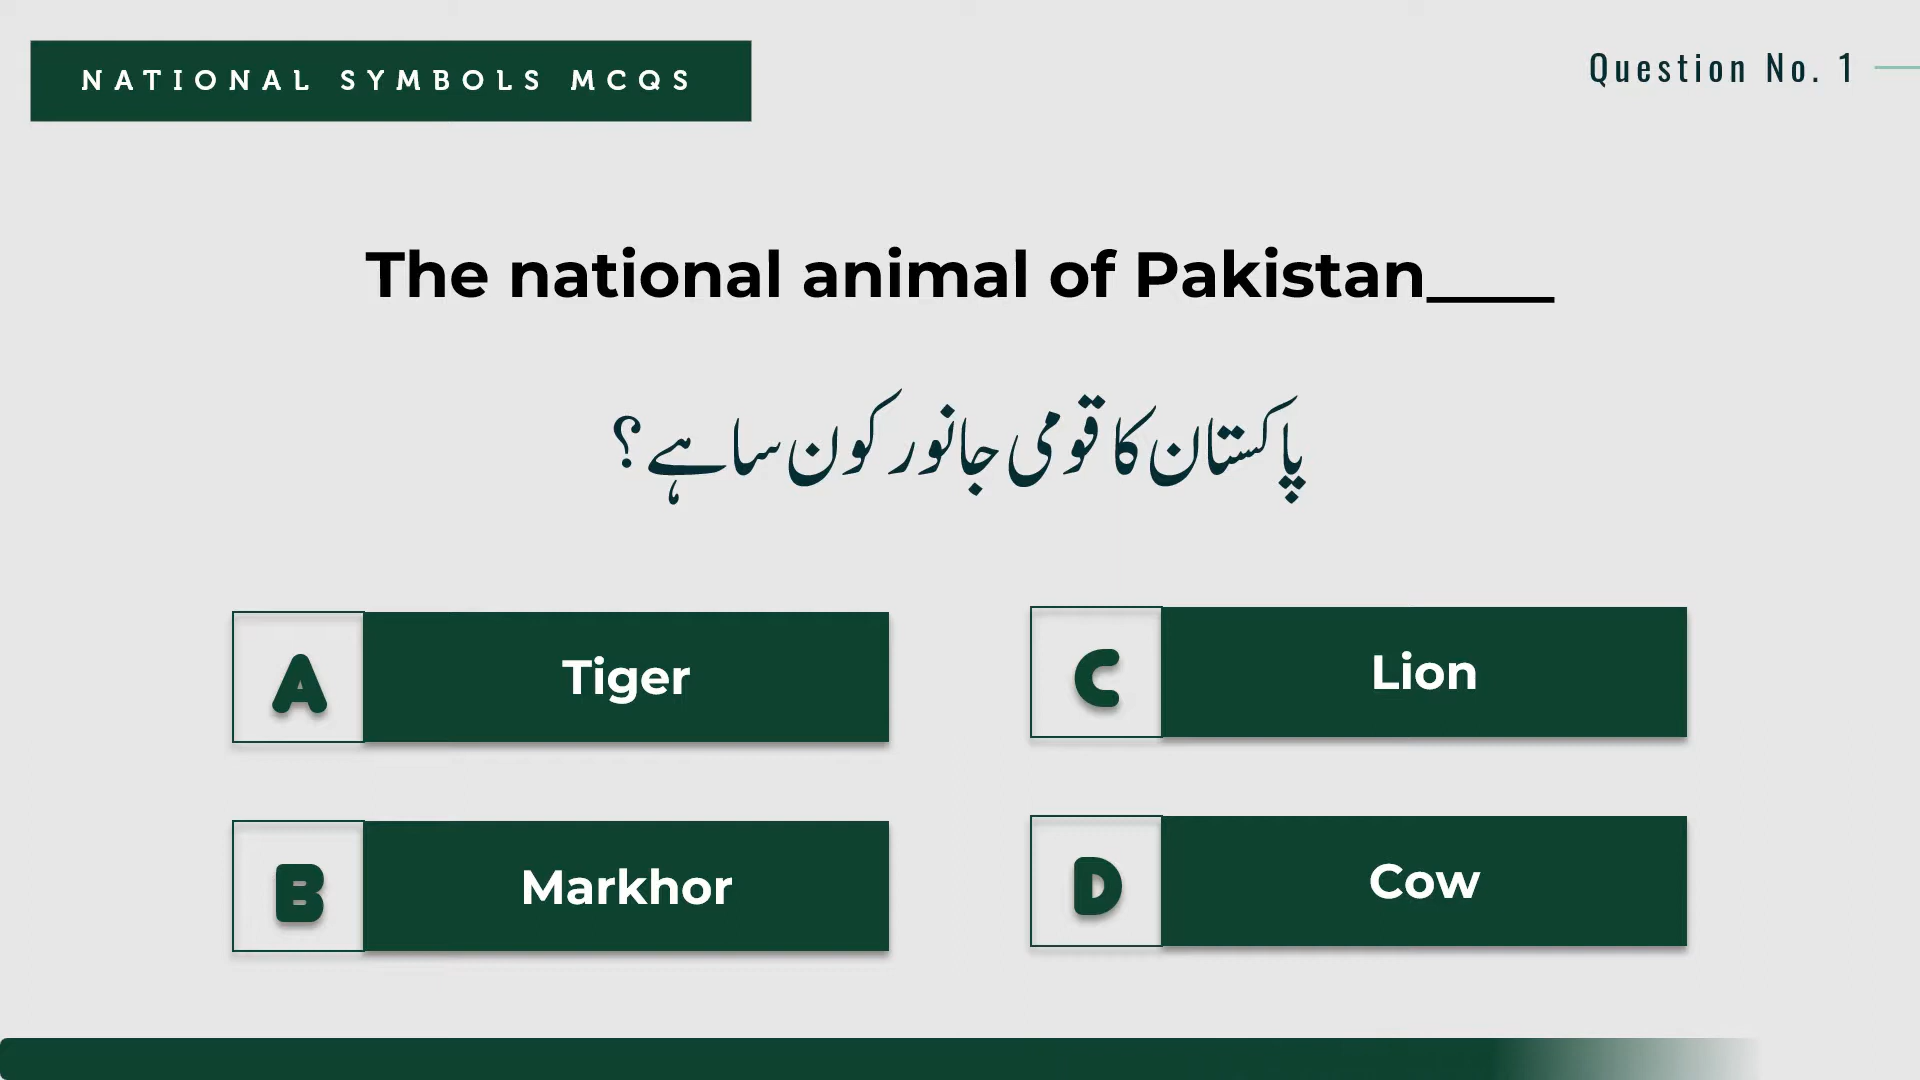 NATIONAL SYMBOLS MCQS
Question No. 1
The national animal of Pakistan____
پاکستان کا قومی جانور کون سا ہے؟
A Tiger
C Lion
B Markhor
D Cow